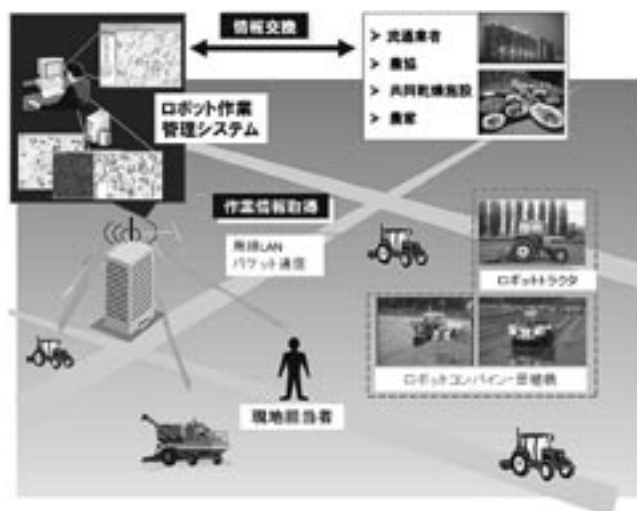 情報交換
➢ 流通業者
➢ 農協
➢ 共同乾燥施設
➢ 農家
ロボット作業
管理システム
作業情報取得
無線LAN
パケット通信
ロボットトラクタ
ロボットコンバイン・田植機
現地担当者